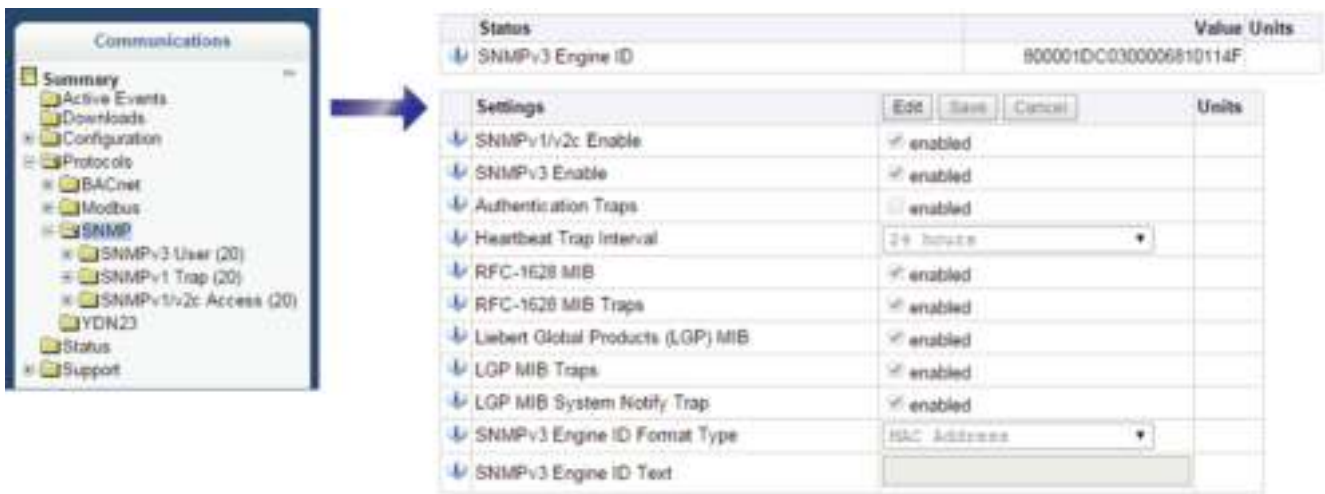 Communications
Summary
Active Events
Downloads
Configuration
Protocols
BACnet
Modbus
SNMP
SNMPv3 User (20)
SNMPv1 Trap (20)
SNMPv1/v2c Access (20)
YDN23
Status
Support
Status Value Units
SNMPv3 Engine ID 800001DC0300006810114F
Settings Edit Save Cancel Units
SNMPv1/v2c Enable enabled
SNMPv3 Enable enabled
Authentication Traps enabled
Heartbeat Trap Interval 24 hours
RFC-1628 MIB enabled
RFC-1628 MIB Traps enabled
Liebert Global Products (LGP) MIB enabled
LGP MIB Traps enabled
LGP MIB System Notify Trap enabled
SNMPv3 Engine ID Format Type MAC Address
SNMPv3 Engine ID Text